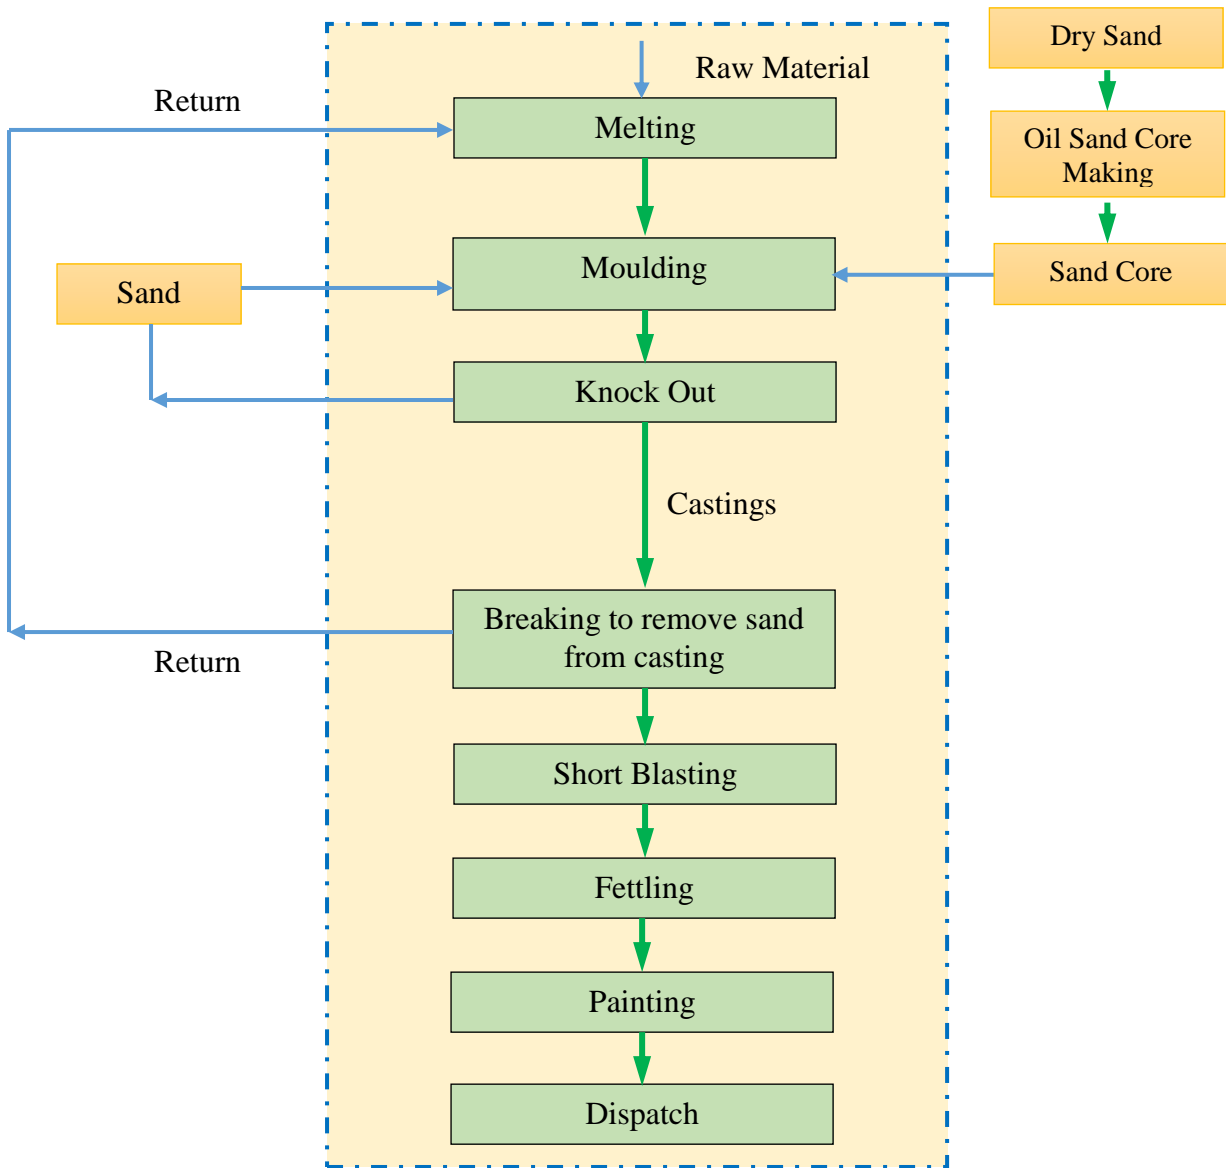 Dry Sand
Raw Material
Return
Melting
Oil Sand Core
Making
Moulding
Sand Core
Sand
Knock Out
Castings
Breaking to remove sand
from casting
Return
Short Blasting
Fettling
Painting
Dispatch